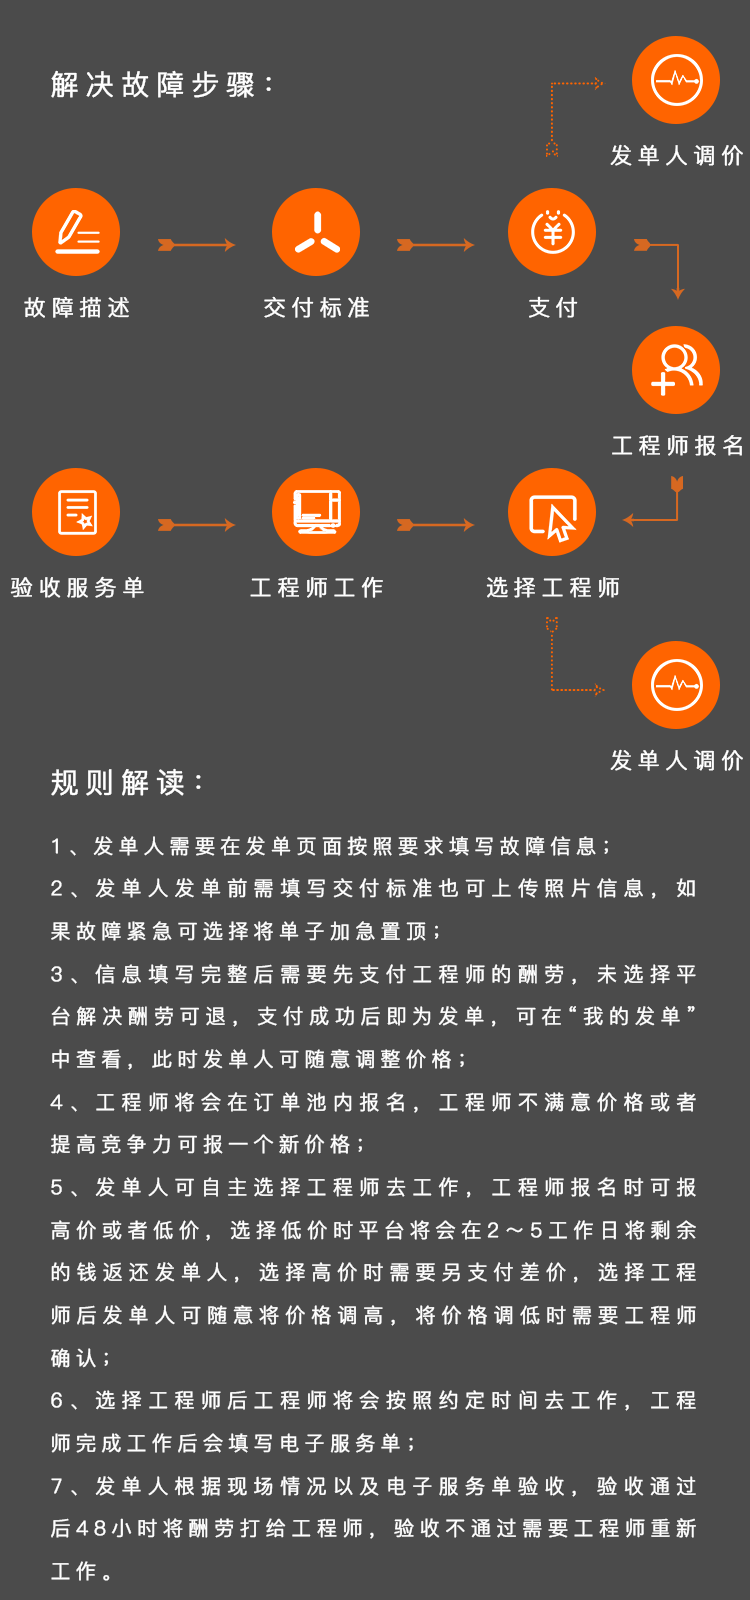 解决故障步骤：
发单人调价
故障描述
交付标准
支付
工程师报名
验收服务单
工程师工作
选择工程师
发单人调价
规则解读：
1、发单人需要在发单页面按照要求填写故障信息；
2、发单人发单前需填写交付标准也可上传照片信息，如
果故障紧急可选择将单子加急置顶；
3、信息填写完整后需要先支付工程师的酬劳，未选择平
台解决酬劳可退，支付成功后即为发单，可在“我的发单”
中查看，此时发单人可随意调整价格；
4、工程师将会在订单池内报名，工程师不满意价格或者
提高竞争力可报一个新价格；
5、发单人可自主选择工程师去工作，工程师报名时可报
高价或者低价，选择低价时平台将会在2～5工作日将剩余
的钱返还发单人，选择高价时需要另支付差价，选择工程
师后发单人可随意将价格调高，将价格调低时需要工程师
确认；
6、选择工程师后工程师将会按照约定时间去工作，工程
师完成工作后会填写电子服务单；
7、发单人根据现场情况以及电子服务单验收，验收通过
后48小时将酬劳打给工程师，验收不通过需要工程师重新
工作。